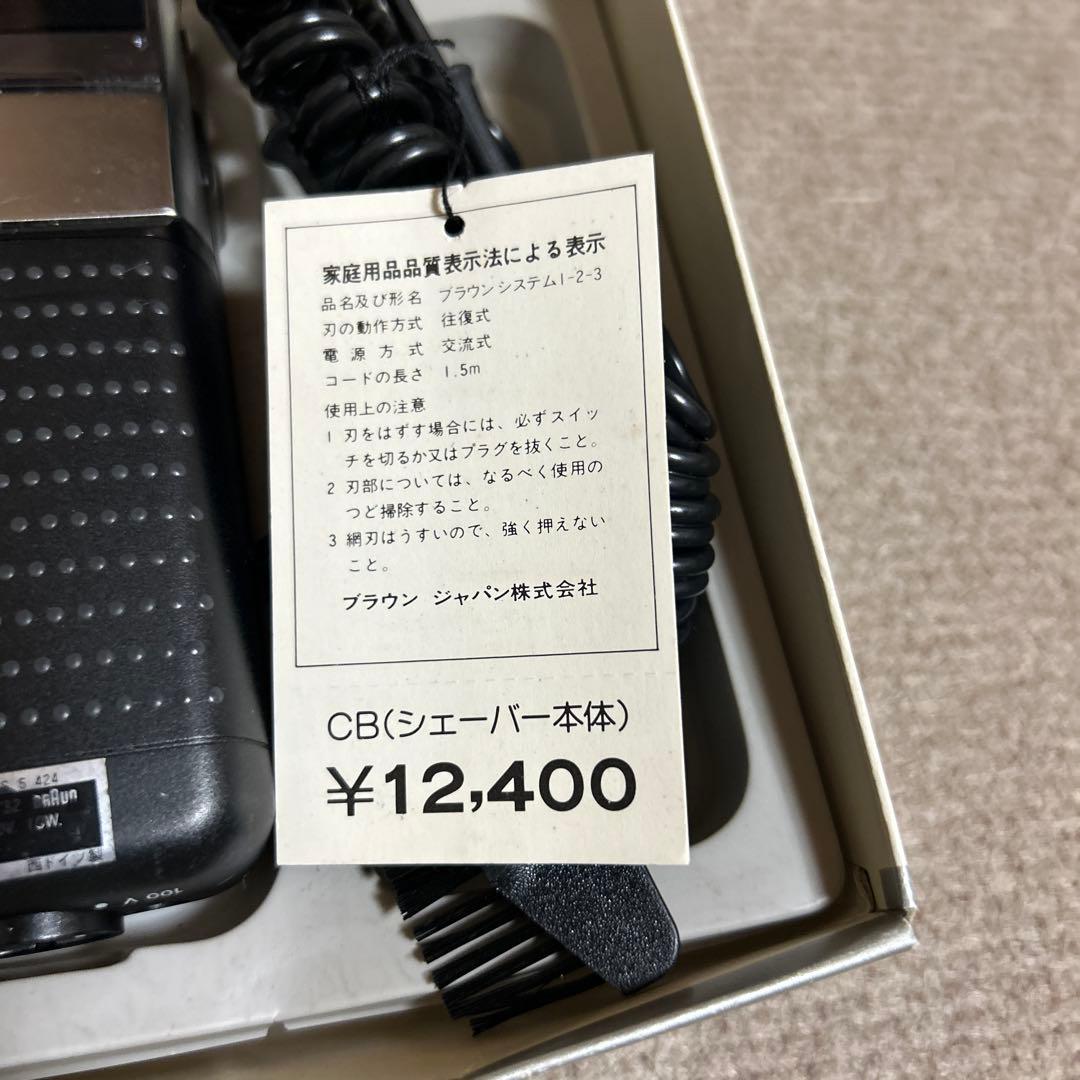 家庭用品品質表示法による表示
品名及び形名 ブラウンシステム1-2-3
刃の動作方式 往復式
電源方式 交流式
コードの長さ 1.5m
使用上の注意
1 刃をはずす場合には、必ずスイッ
チを切るか又はプラグを抜くこと。
2 刃部については、なるべく使用の
つど掃除すること。
3 網刃はうすいので、強く押えない
こと。
ブラウン ジャパン株式会社
CB(シェーバー本体)
¥12,400
5 424
BRAUN
西ドイツ製
100 V